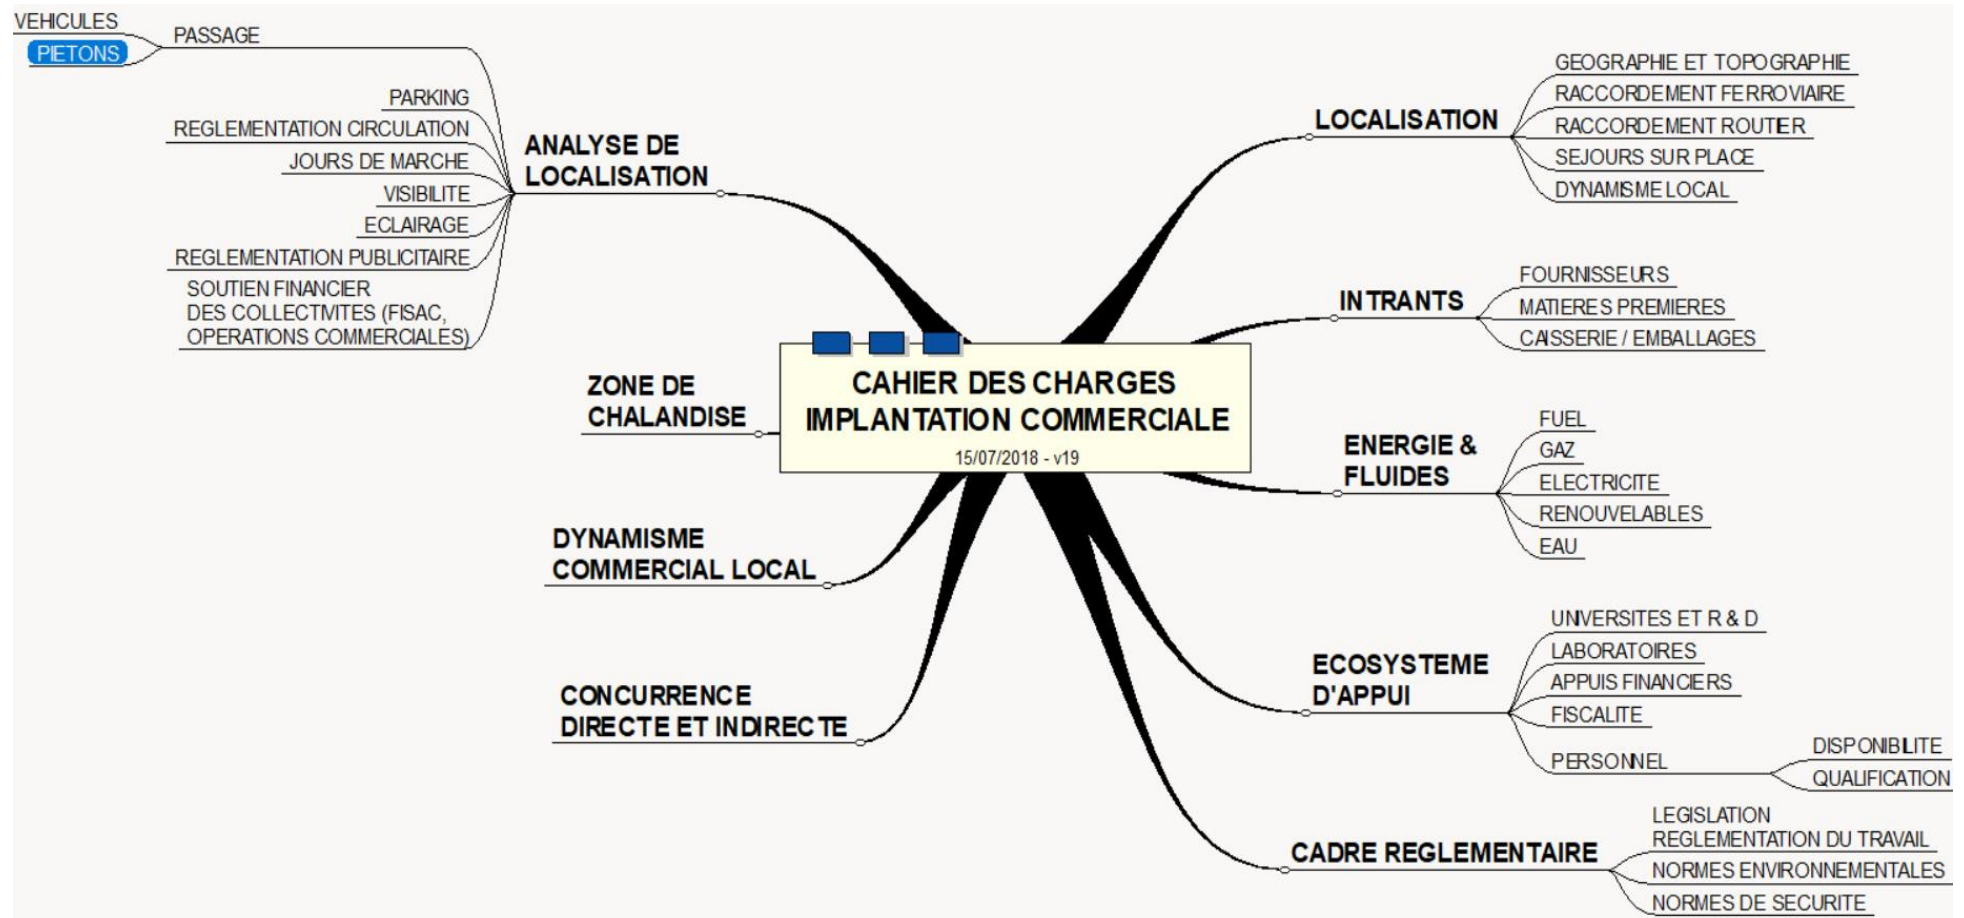 VEHICULES
PIETONS
PASSAGE
PARKING
REGLEMENTATION CIRCULATION
JOURS DE MARCHE
VISIBILITE
ECLAIRAGE
REGLEMENTATION PUBLICITAIRE
SOUTIEN FINANCIER
DES COLLECTIVITES (FISAC,
OPERATIONS COMMERCIALES)
ANALYSE DE
LOCALISATION
ZONE DE
CHALANDISE
DYNAMISME
COMMERCIAL LOCAL
CONCURRENCE
DIRECTE ET INDIRECTE
CAHIER DES CHARGES
IMPLANTATION COMMERCIALE
15/07/2018 - v19
LOCALISATION
GEOGRAPHIE ET TOPOGRAPHIE
RACCORDEMENT FERROVIAIRE
RACCORDEMENT ROUTIER
SEJOURS SUR PLACE
DYNAMISME LOCAL
INTRANTS
FOURNISSEURS
MATIERES PREMIERES
CAISSERIE / EMBALLAGES
ENERGIE &
FLUIDES
FUEL
GAZ
ELECTRICITE
RENOUVELABLES
EAU
ECOSYSTEME
D'APPUI
UNIVERSITES ET R & D
LABORATOIRES
APPUIS FINANCIERS
FISCALITE
PERSONNEL
DISPONIBILITE
QUALIFICATION
CADRE REGLEMENTAIRE
LEGISLATION
REGLEMENTATION DU TRAVAIL
NORMES ENVIRONNEMENTALES
NORMES DE SECURITE